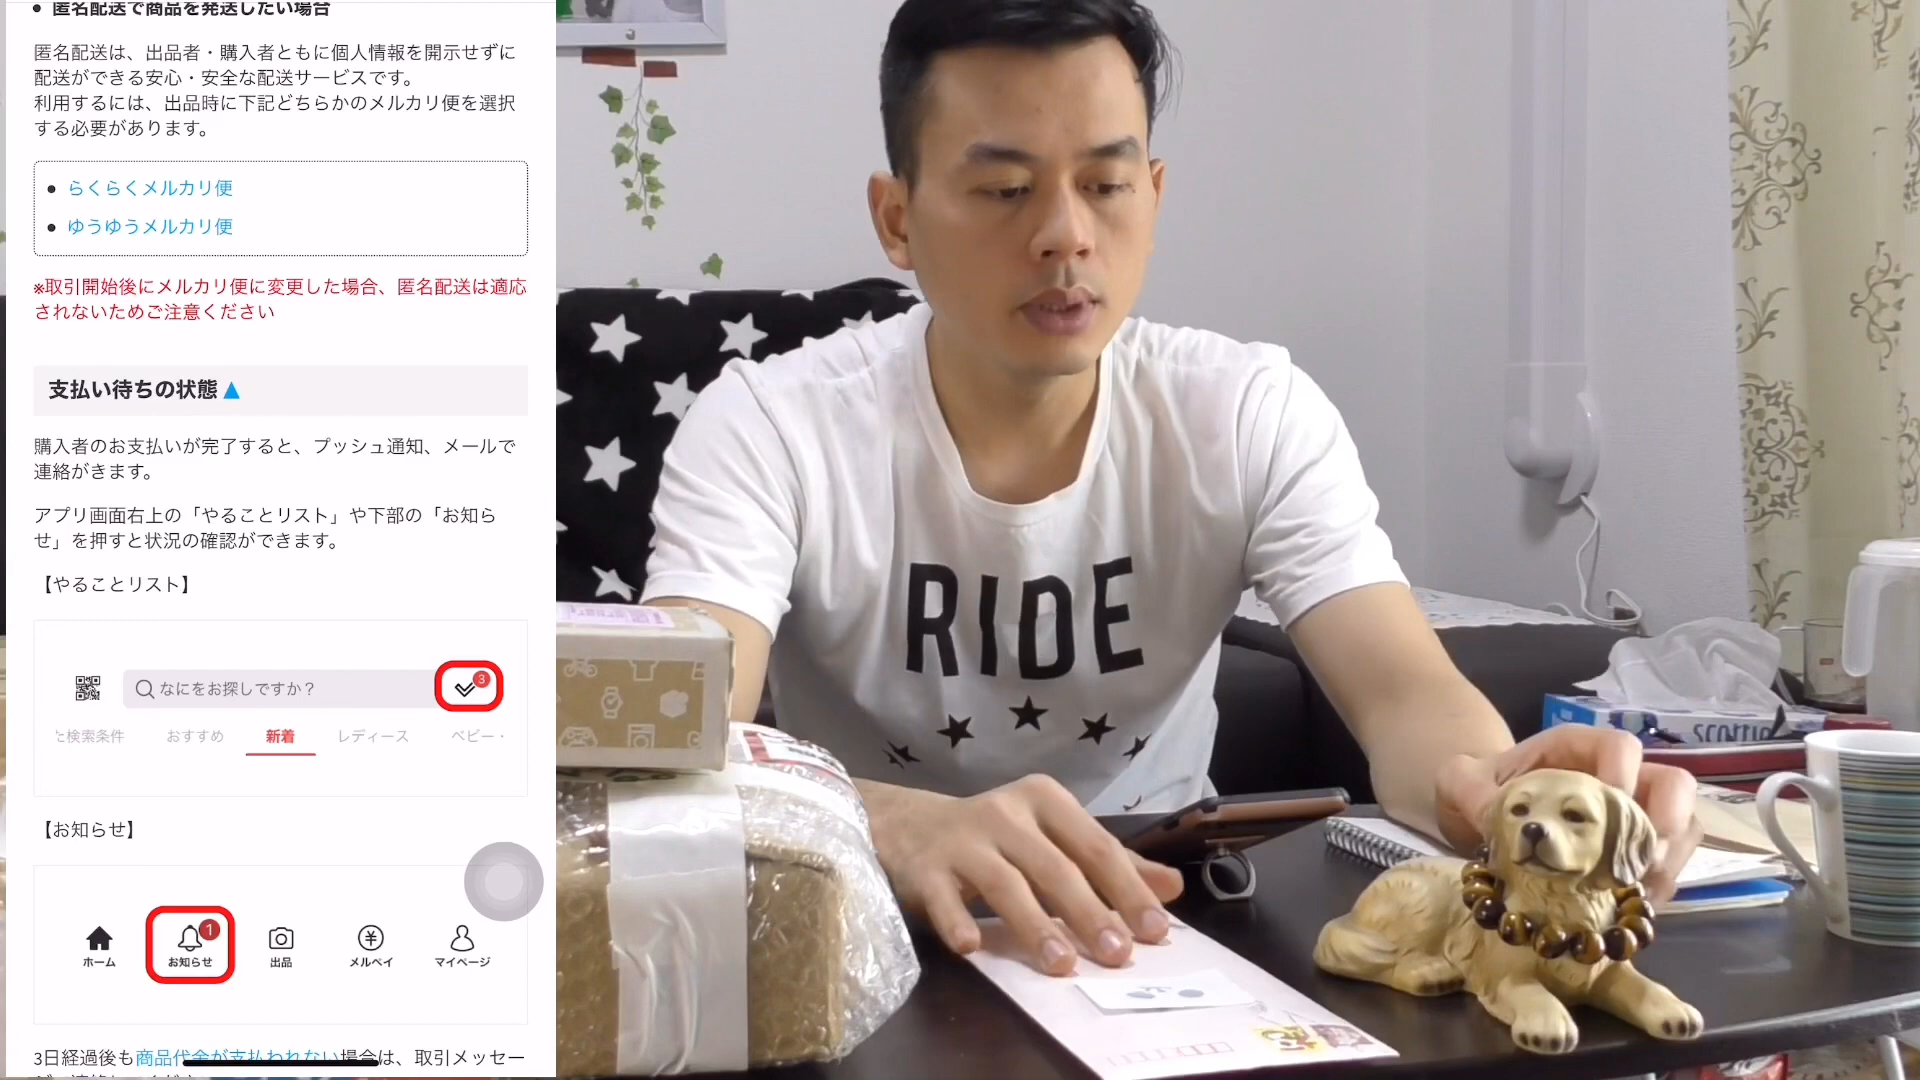 匿名配送で商品を発送したい場合
匿名配送は、出品者・購入者ともに個人情報を開示せずに
配送ができる安心・安全な配送サービスです。
利用するには、出品時に下記どちらかのメルカリ便を選択
する必要があります。
らくらくメルカリ便
ゆうゆうメルカリ便
※取引開始後にメルカリ便に変更した場合、匿名配送は適応
されないためご注意ください
支払い待ちの状態
購入者のお支払いが完了すると、プッシュ通知、メールで
連絡がきます。
アプリ画面右上の「やることリスト」や下部の「お知ら
せ」を押すと状況の確認ができます。
【やることリスト】
なにをお探しですか？
3
た検索条件 おすすめ 新着 レディース ベビー・
【お知らせ】
1
ホーム お知らせ 出品 メルペイ マイページ
3日経過後も商品代金が支払われない場合は、取引メッセー
RIDE
scottie